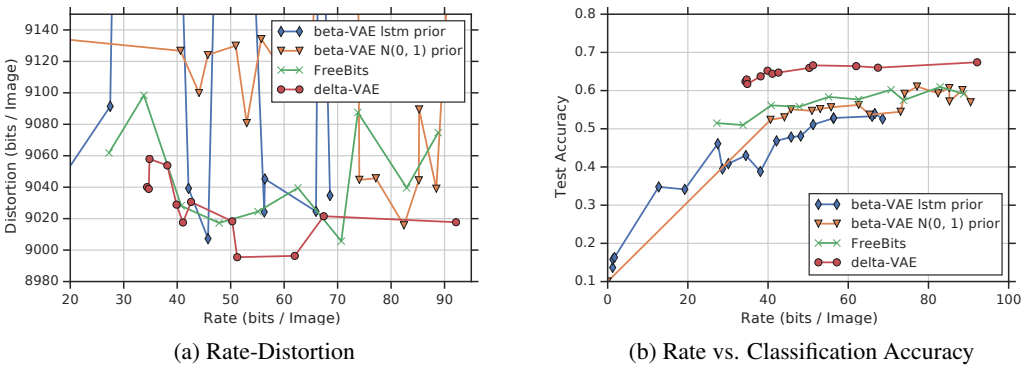 9140
9120
9100
9080
9060
9040
9020
9000
8980
Distortion (bits / Image)
beta-VAE lstm prior
beta-VAE N(0, 1) prior
FreeBits
delta-VAE
20 30 40 50 60 70 80 90
Rate (bits / Image)
(a) Rate-Distortion
0.8
0.7
0.6
0.5
0.4
0.3
0.2
0.1
Test Accuracy
beta-VAE lstm prior
beta-VAE N(0, 1) prior
FreeBits
delta-VAE
0 20 40 60 80 100
Rate (bits / Image)
(b) Rate vs. Classification Accuracy